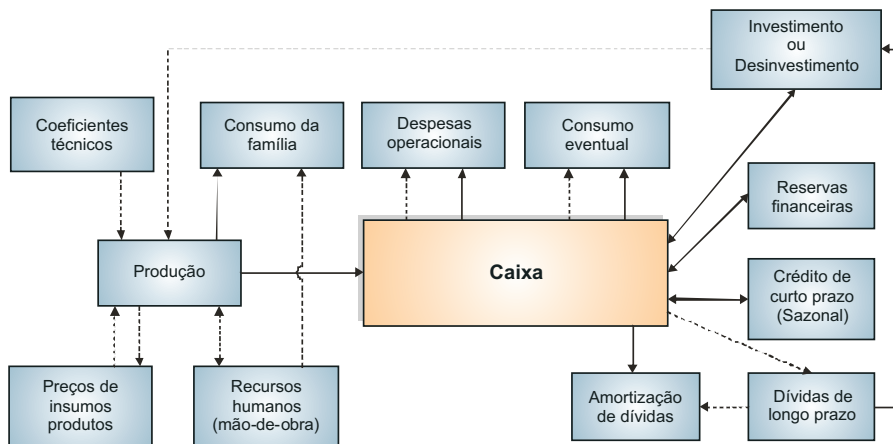 Investimento
ou
Desinvestimento
Coeficientes
técnicos
Consumo da
família
Despesas
operacionais
Consumo
eventual
Reservas
financeiras
Produção
Caixa
Crédito de
curto prazo
(Sazonal)
Preços de
insumos
produtos
Recursos
humanos
(mão-de-obra)
Amortização
de dívidas
Dívidas de
longo prazo